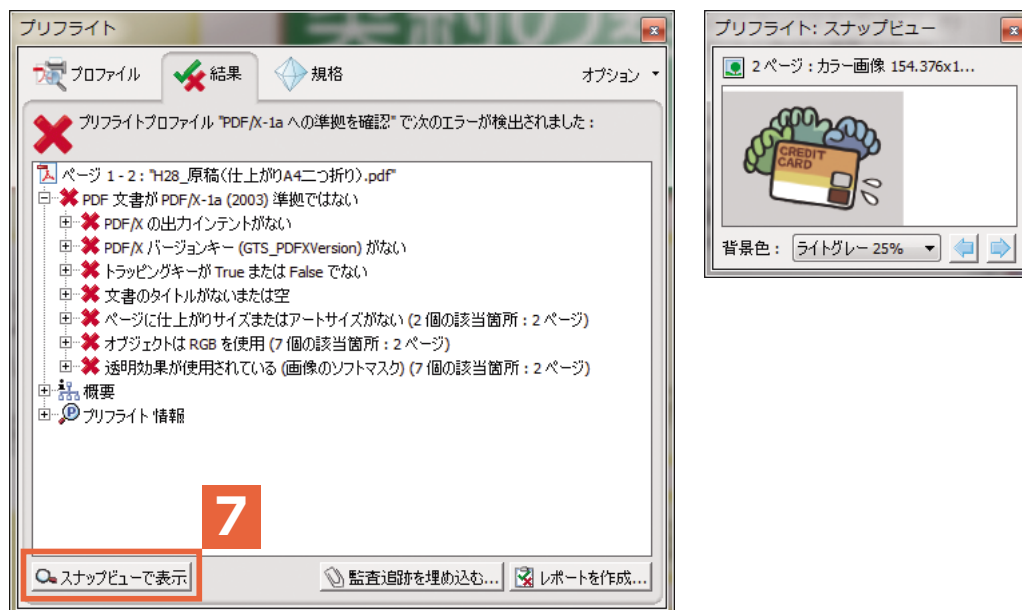 プリフライト
プロファイル
結果
規格
オプション
プリフライトプロファイル "PDF/X-1a への準拠を確認" で次のエラーが検出されました：
ページ 1 - 2 : "H28_原稿（仕上がりA4二つ折り）.pdf"
PDF 文書が PDF/X-1a (2003) 準拠ではない
PDF/X の出力インテントがない
PDF/X バージョンキー (GTS_PDFXVersion) がない
トラッピングキーが True または False でない
文書のタイトルがないまたは空
ページに仕上がりサイズまたはアートサイズがない (2 個の該当箇所 : 2 ページ)
オブジェクトは RGB を使用 (7 個の該当箇所 : 2 ページ)
透明効果が使用されている (画像のソフトマスク) (7 個の該当箇所 : 2 ページ)
概要
プリフライト情報
7
スナップビューで表示
監査追跡を埋め込む...
レポートを作成...
プリフライト: スナップビュー
2 ページ : カラー画像 154.376x1...
CREDIT
CARD
背景色 :
ライトグレー 25%